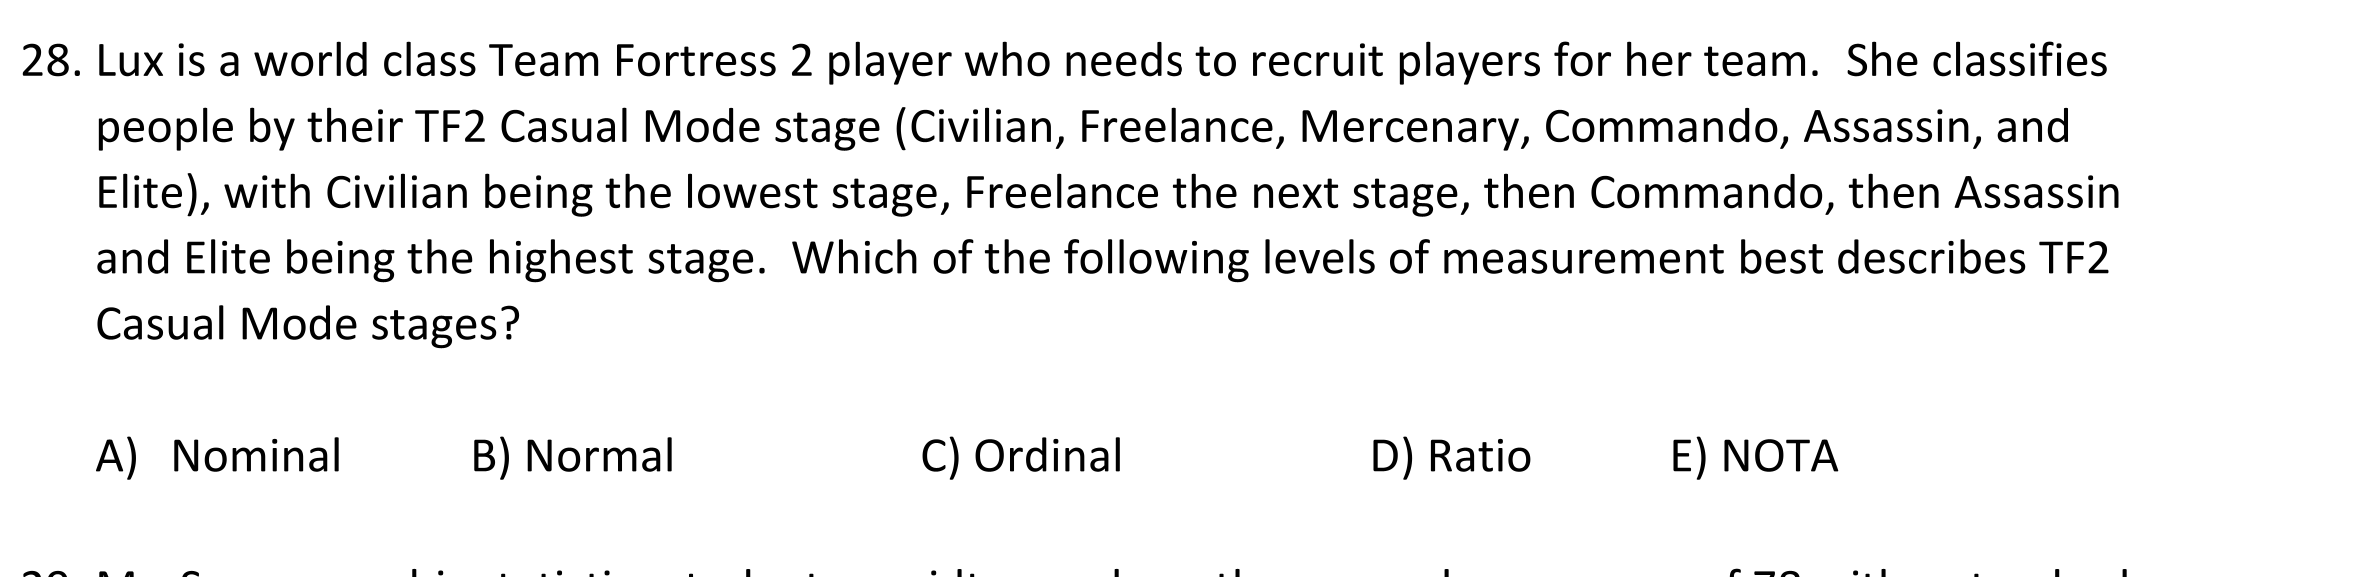 28. Lux is a world class Team Fortress 2 player who needs to recruit players for her team.  She classifies
people by their TF2 Casual Mode stage (Civilian, Freelance, Mercenary, Commando, Assassin, and
Elite), with Civilian being the lowest stage, Freelance the next stage, then Commando, then Assassin
and Elite being the highest stage.  Which of the following levels of measurement best describes TF2
Casual Mode stages?
A)  Nominal  B) Normal  C) Ordinal  D) Ratio  E) NOTA